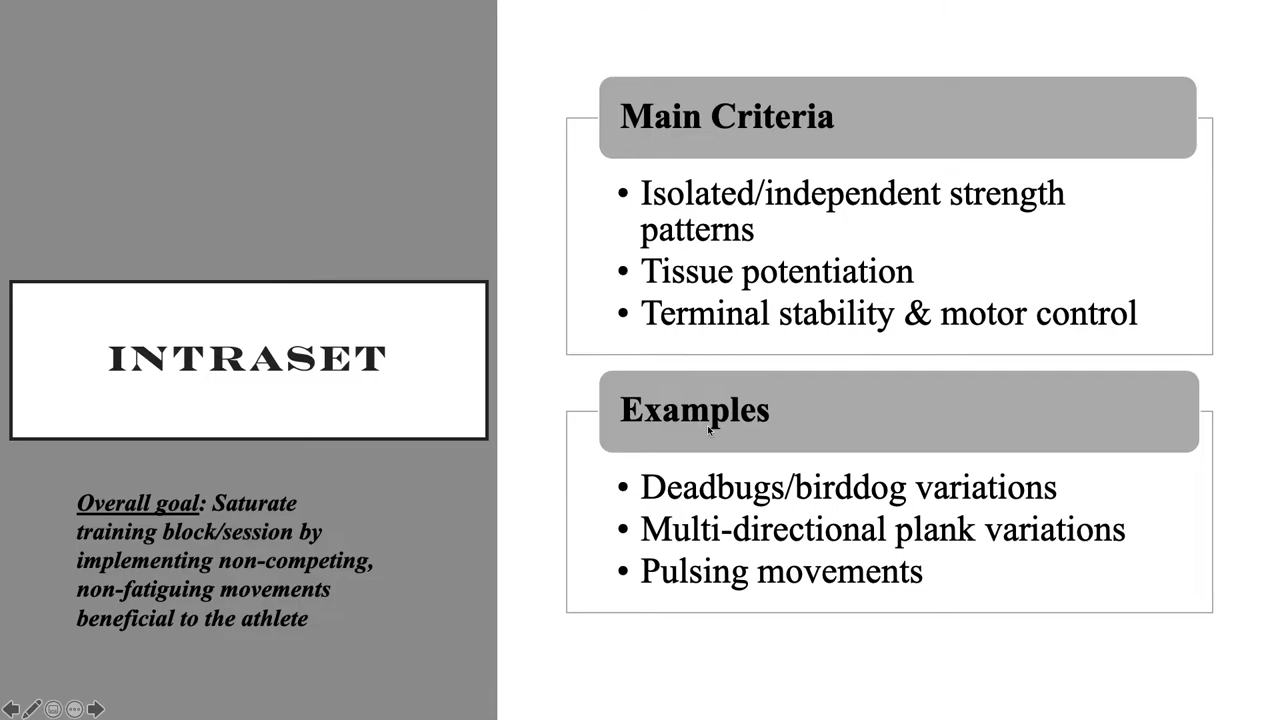 INTRASET
Overall goal: Saturate
training block/session by
implementing non-competing,
non-fatiguing movements
beneficial to the athlete
Main Criteria
• Isolated/independent strength
patterns
• Tissue potentiation
• Terminal stability & motor control
Examples
• Deadbugs/birddog variations
• Multi-directional plank variations
• Pulsing movements